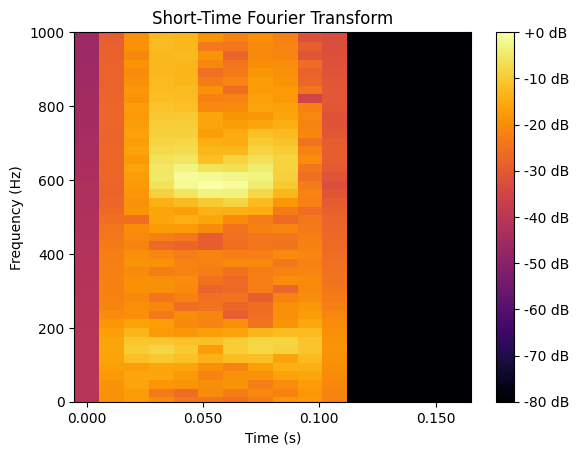 Short-Time Fourier Transform
1000
800
600
400
200
0
Frequency (Hz)
0.000
0.050
0.100
0.150
Time (s)
+0 dB
-10 dB
-20 dB
-30 dB
-40 dB
-50 dB
-60 dB
-70 dB
-80 dB